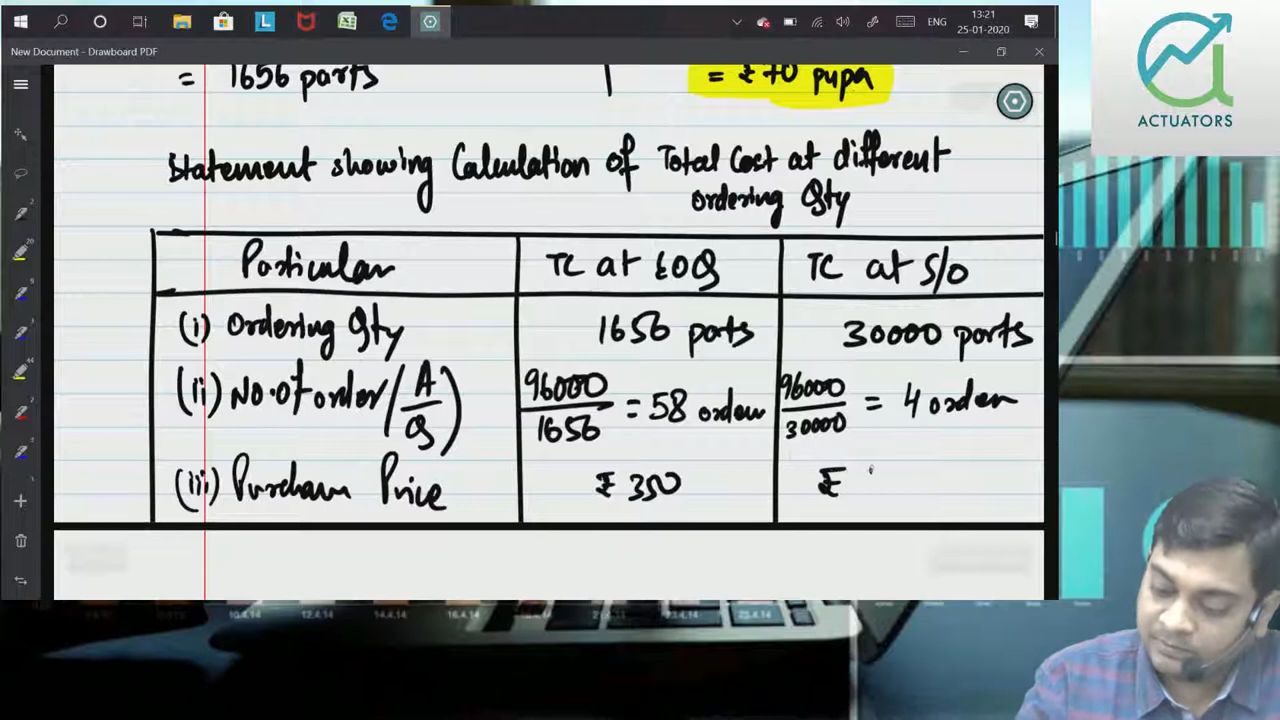 13:21
ENG
25-01-2020
New Document - Drawboard PDF
ACTUATORS
= 1656 parts
= ₹70 pupa
Statement showing Calculation of Total Cost at different
ordering Qty
Particular TC at EOQ TC at S/O
(i) Ordering Qty 1656 parts 30000 parts
(ii) No. of order (A/Q) 96000/1656 = 58 orders 96000/30000 = 4 orders
(iii) Purchase Price ₹ 350 ₹